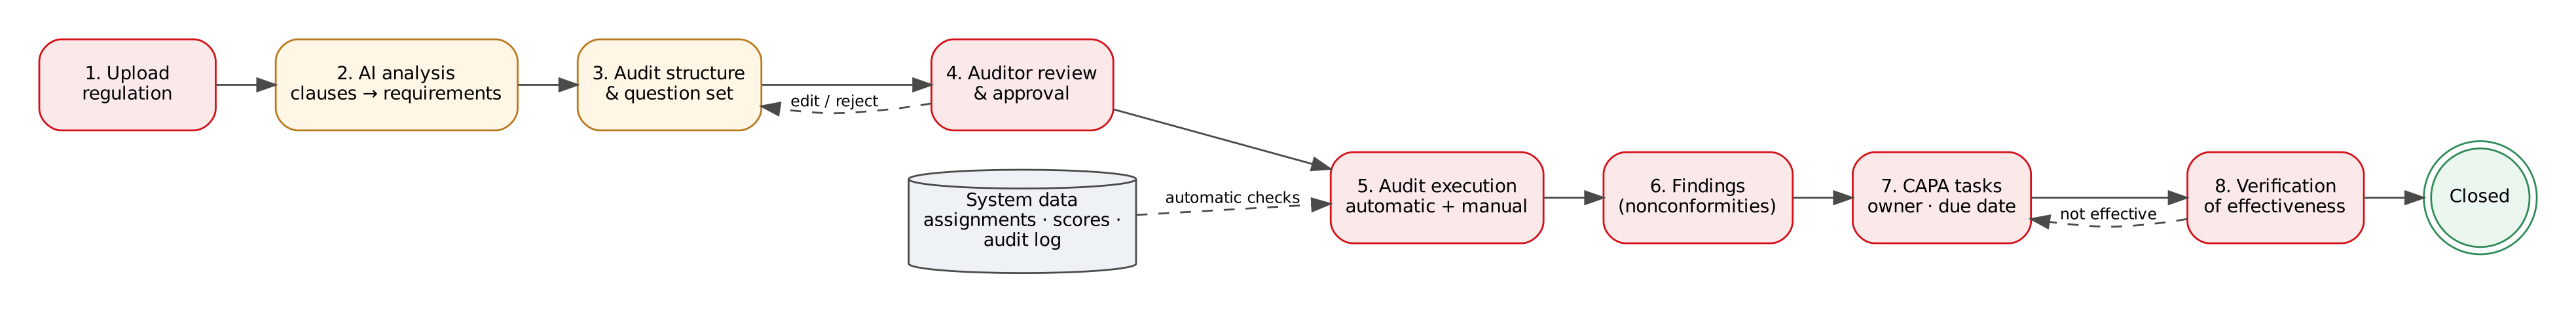 1. Upload
regulation
2. AI analysis
clauses → requirements
3. Audit structure
& question set
edit / reject
4. Auditor review
& approval
System data
assignments · scores ·
audit log
automatic checks
5. Audit execution
automatic + manual
6. Findings
(nonconformities)
7. CAPA tasks
owner · due date
not effective
8. Verification
of effectiveness
Closed